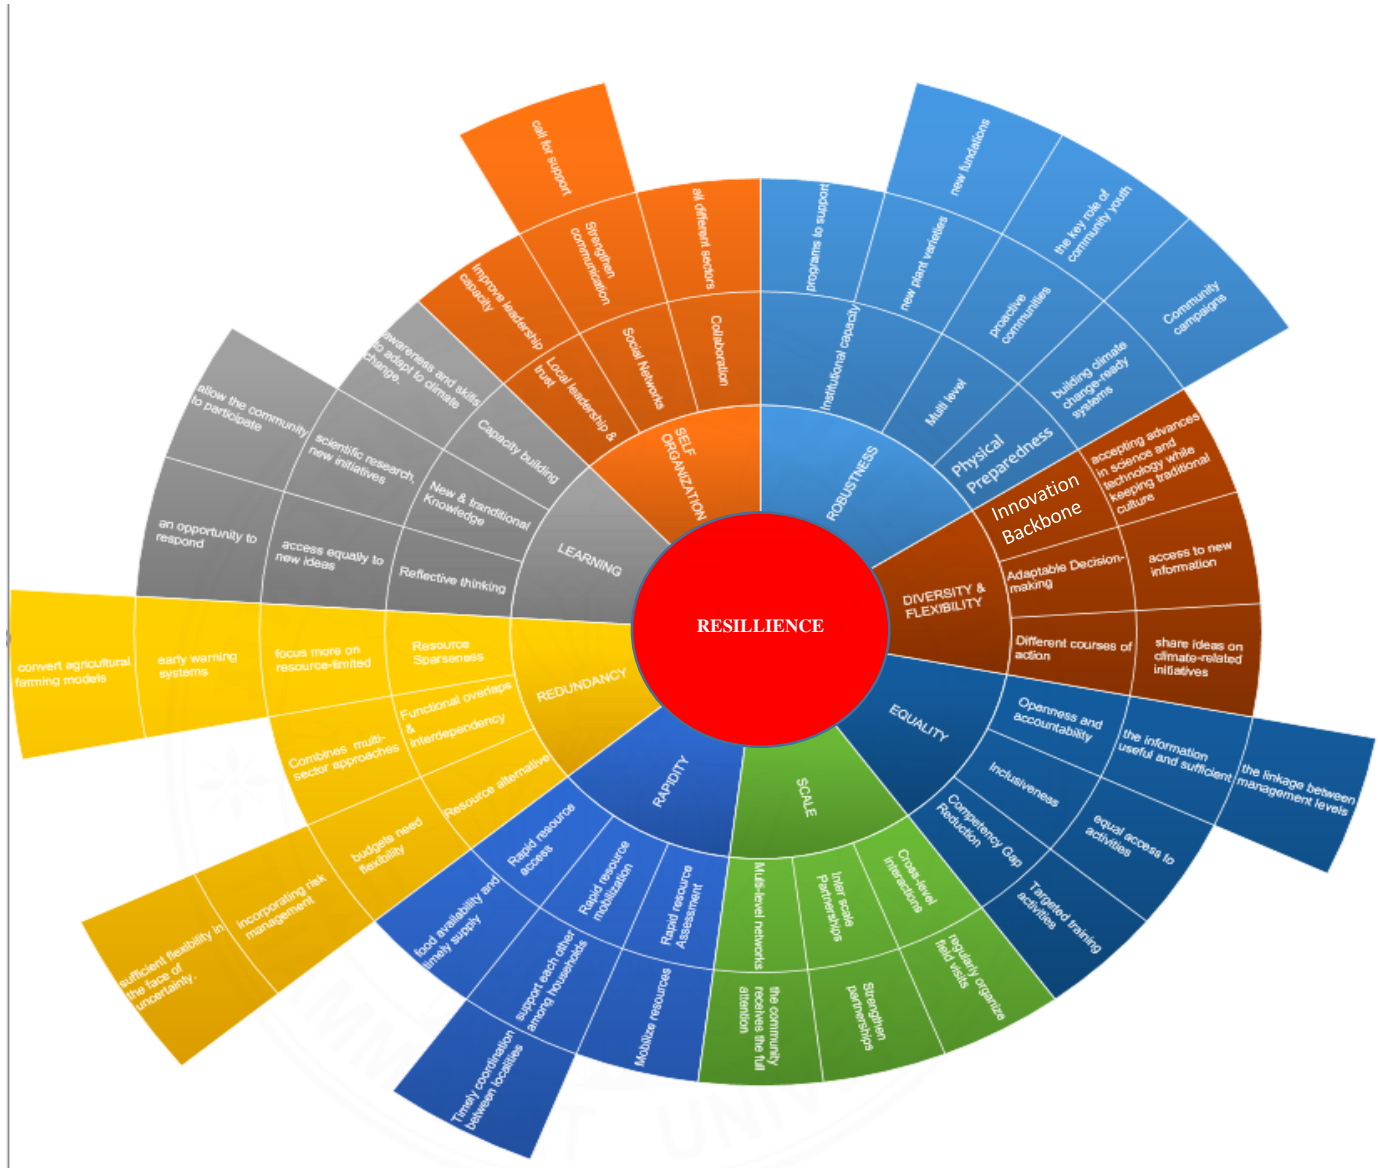 RESILLIENCE
ROBUSTNESS
Institutional capacity
programs to support
Multi level
new plant varieties
new fundations
proactive
communities
the key role of
community youth
Physical
Preparedness
building climate
change-ready
systems
Community
campaigns
DIVERSITY &
FLEXIBILITY
Innovation
Backbone
accepting advances
in science and
technology while
keeping traditional
culture
Adaptable Decision-
making
access to new
information
Different courses of
action
share ideas on
climate-related
initiatives
EQUALITY
Openness and
accountability
the information
useful and sufficient
the linkage between
management levels
Inclusiveness
equal access to
activities
Competency Gap
Reduction
Targeted training
activities
SCALE
Cross-level
interactions
regularly organize
field visits
Inter scale
Partnerships
Strengthen
partnerships
Multi-level networks
the community
receives the full
attention
RAPIDITY
Rapid resource
Assessment
Mobilize resources
Rapid resource
mobilization
support each other
among households
Timely coordination
between localities
Rapid resource
access
food availability and
timely supply
REDUNDANCY
Resource alternative
budgets need
flexibility
incorporating risk
management
sufficient flexibility in
the face of
uncertainty.
Functional overlaps
&
interdependency
Combines multi-
sector approaches
Resource
Sparseness
focus more on
resource-limited
early warning
systems
convert agricultural
farming models
LEARNING
Reflective thinking
access equally to
new ideas
an opportunity to
respond
New & tranditional
Knowledge
scientific research,
new initiatives
allow the community
to participate
Capacity building
awareness and skills
to adapt to climate
change.
SELF
ORGANIZATION
Local leadership &
trust
improve leadership
capacity
Social Networks
Strengthen
communication
call for support
Collaboration
all different sectors